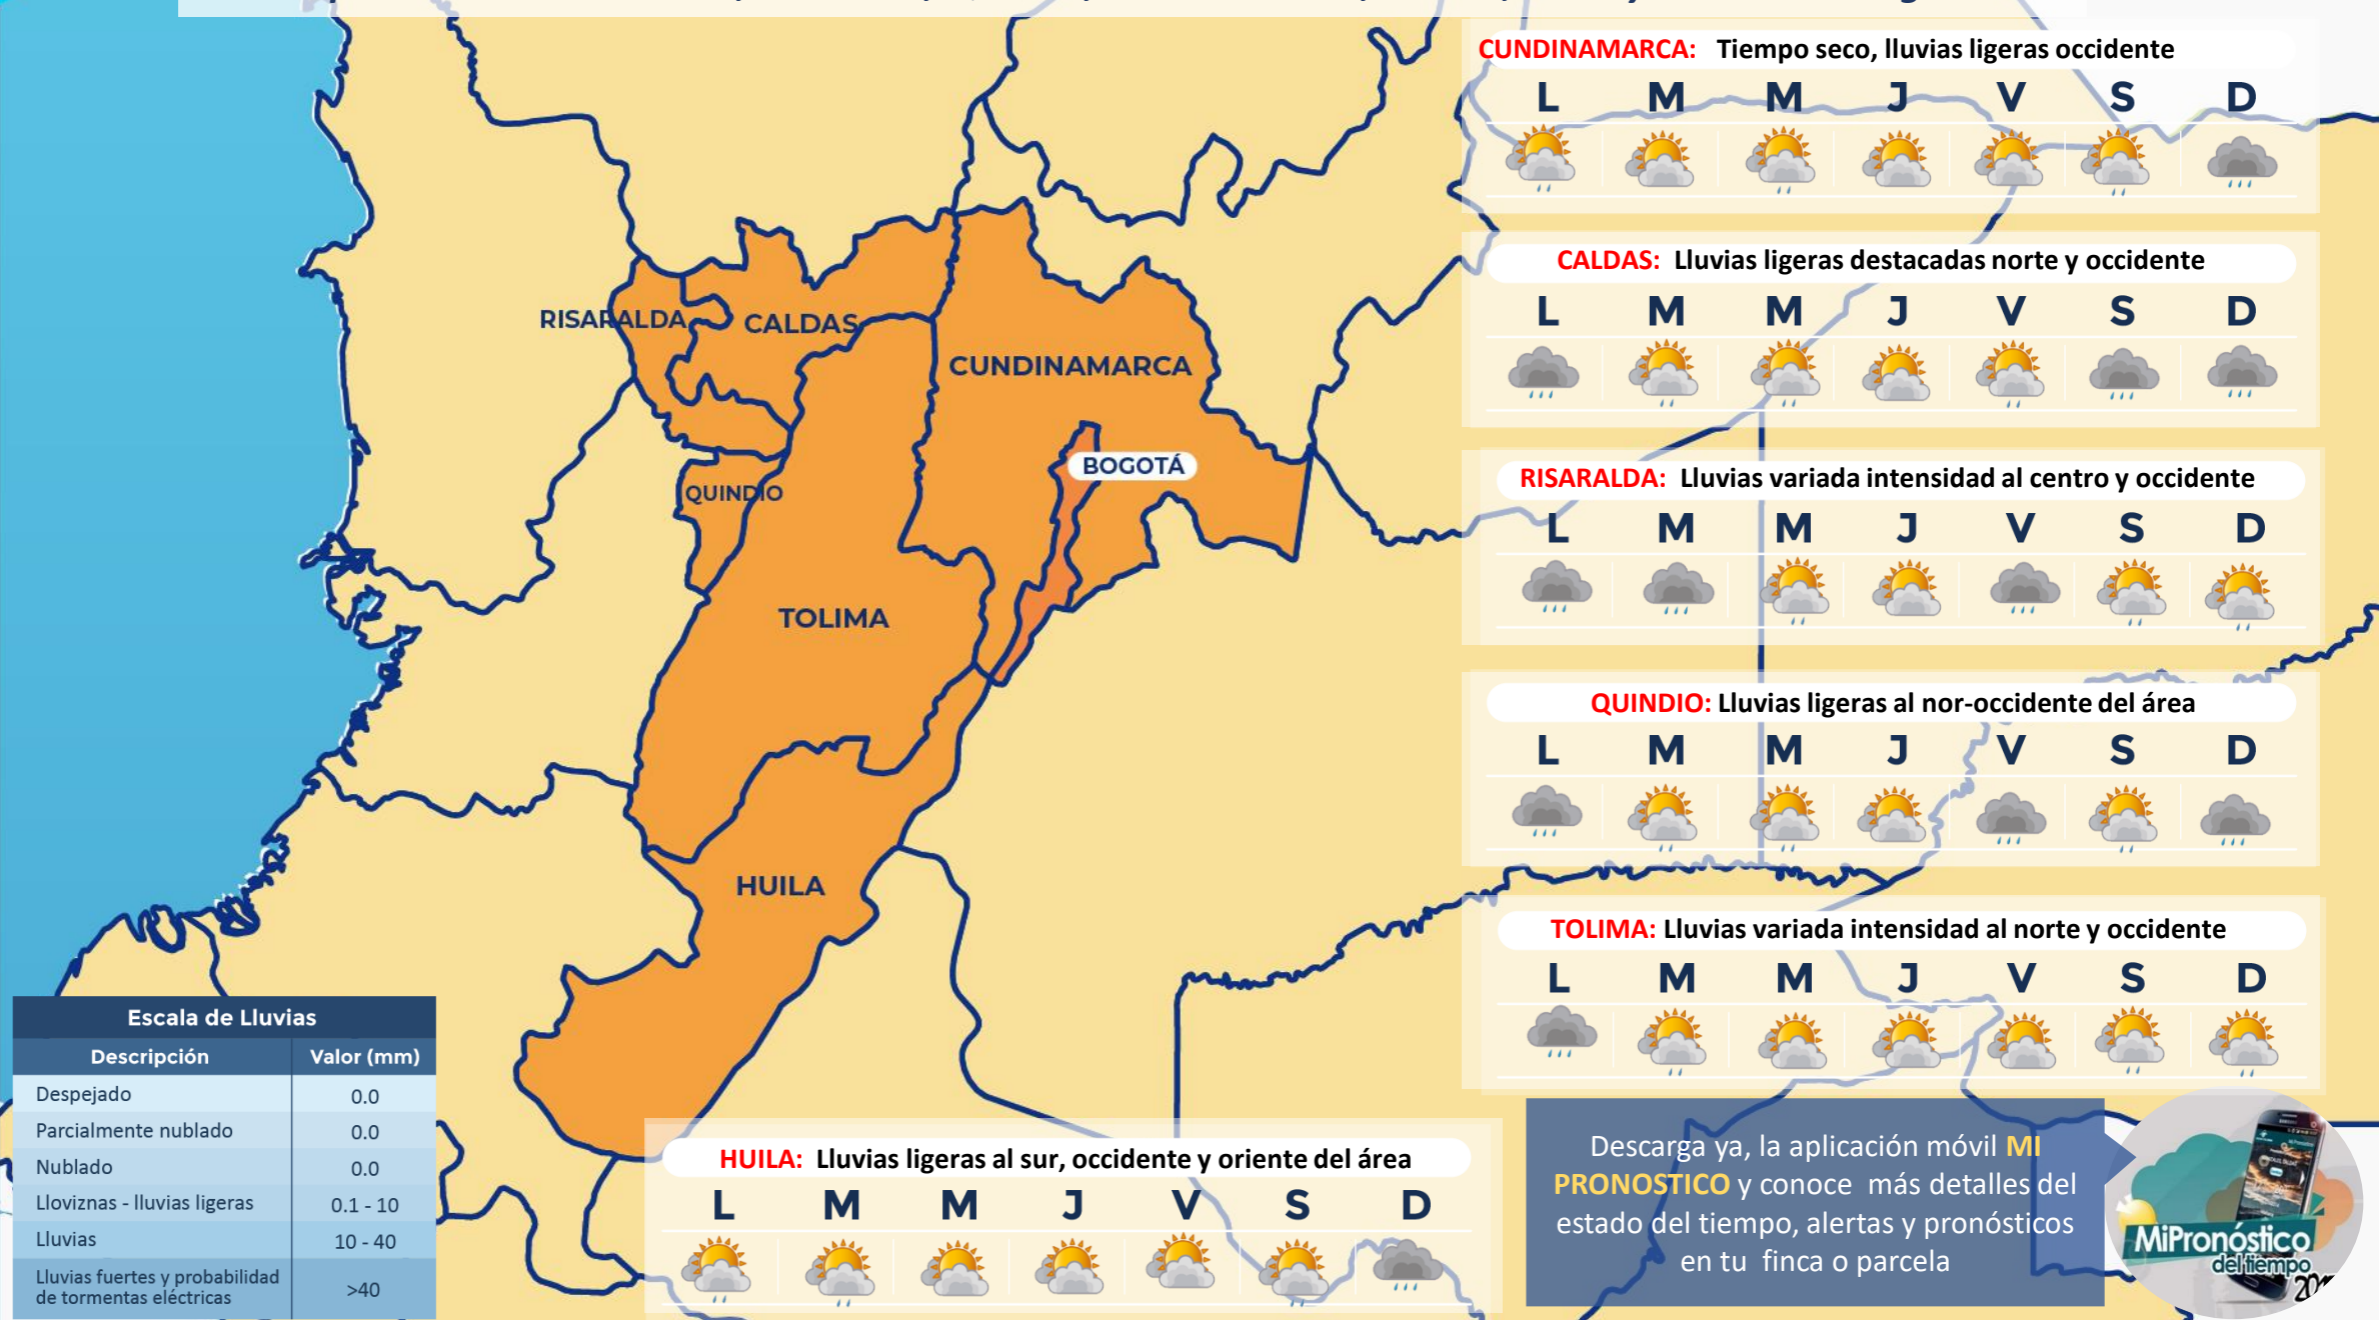 CUNDINAMARCA: Tiempo seco, lluvias ligeras occidente
L M M J V S D
CALDAS: Lluvias ligeras destacadas norte y occidente
L M M J V S D
RISARALDA: Lluvias variada intensidad al centro y occidente
L M M J V S D
QUINDIO: Lluvias ligeras al nor-occidente del área
L M M J V S D
TOLIMA: Lluvias variada intensidad al norte y occidente
L M M J V S D
HUILA: Lluvias ligeras al sur, occidente y oriente del área
L M M J V S D
RISARALDA
CALDAS
CUNDINAMARCA
BOGOTÁ
QUINDIO
TOLIMA
HUILA
Escala de Lluvias
Descripción Valor (mm)
Despejado 0.0
Parcialmente nublado 0.0
Nublado 0.0
Lloviznas - lluvias ligeras 0.1 - 10
Lluvias 10 - 40
Lluvias fuertes y probabilidad
de tormentas eléctricas >40
Descarga ya, la aplicación móvil MI
PRONOSTICO y conoce más detalles del
estado del tiempo, alertas y pronósticos
en tu finca o parcela
MiPronóstico
del tiempo